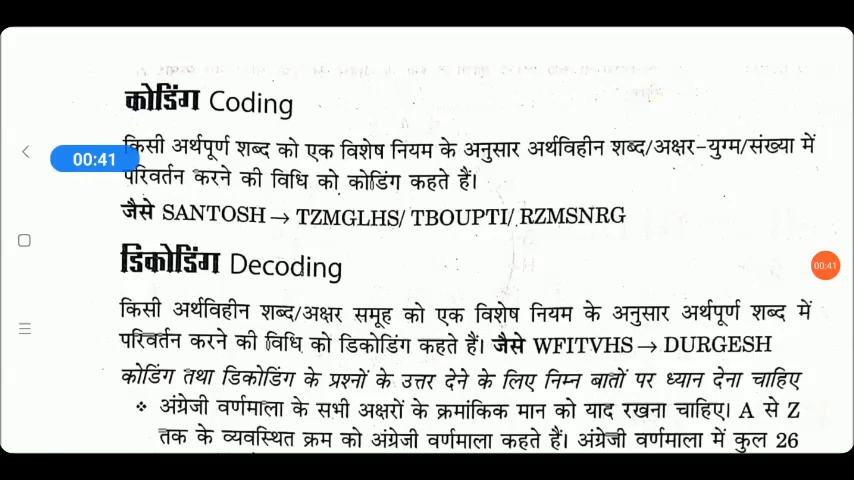 कोडिंग Coding
किसी अर्थपूर्ण शब्द को एक विशेष नियम के अनुसार अर्थविहीन शब्द/अक्षर-युग्म/संख्या में
00:41
परिवर्तन करने की विधि को कोडिंग कहते हैं।
जैसे SANTOSH → TZMGLHS/ TBOUPTI/ RZMSNRG
डिकोडिंग Decoding
00:41
किसी अर्थविहीन शब्द/अक्षर समूह को एक विशेष नियम के अनुसार अर्थपूर्ण शब्द में
परिवर्तन करने की विधि को डिकोडिंग कहते हैं। जैसे WFITVHS → DURGESH
कोडिंग तथा डिकोडिंग के प्रश्नों के उत्तर देने के लिए निम्न बातों पर ध्यान देना चाहिए
❖ अंग्रेजी वर्णमाला के सभी अक्षरों के क्रमांकिक मान को याद रखना चाहिए। A से Z
तक के व्यवस्थित क्रम को अंग्रेजी वर्णमाला कहते हैं। अंग्रेजी वर्णमाला में कुल 26